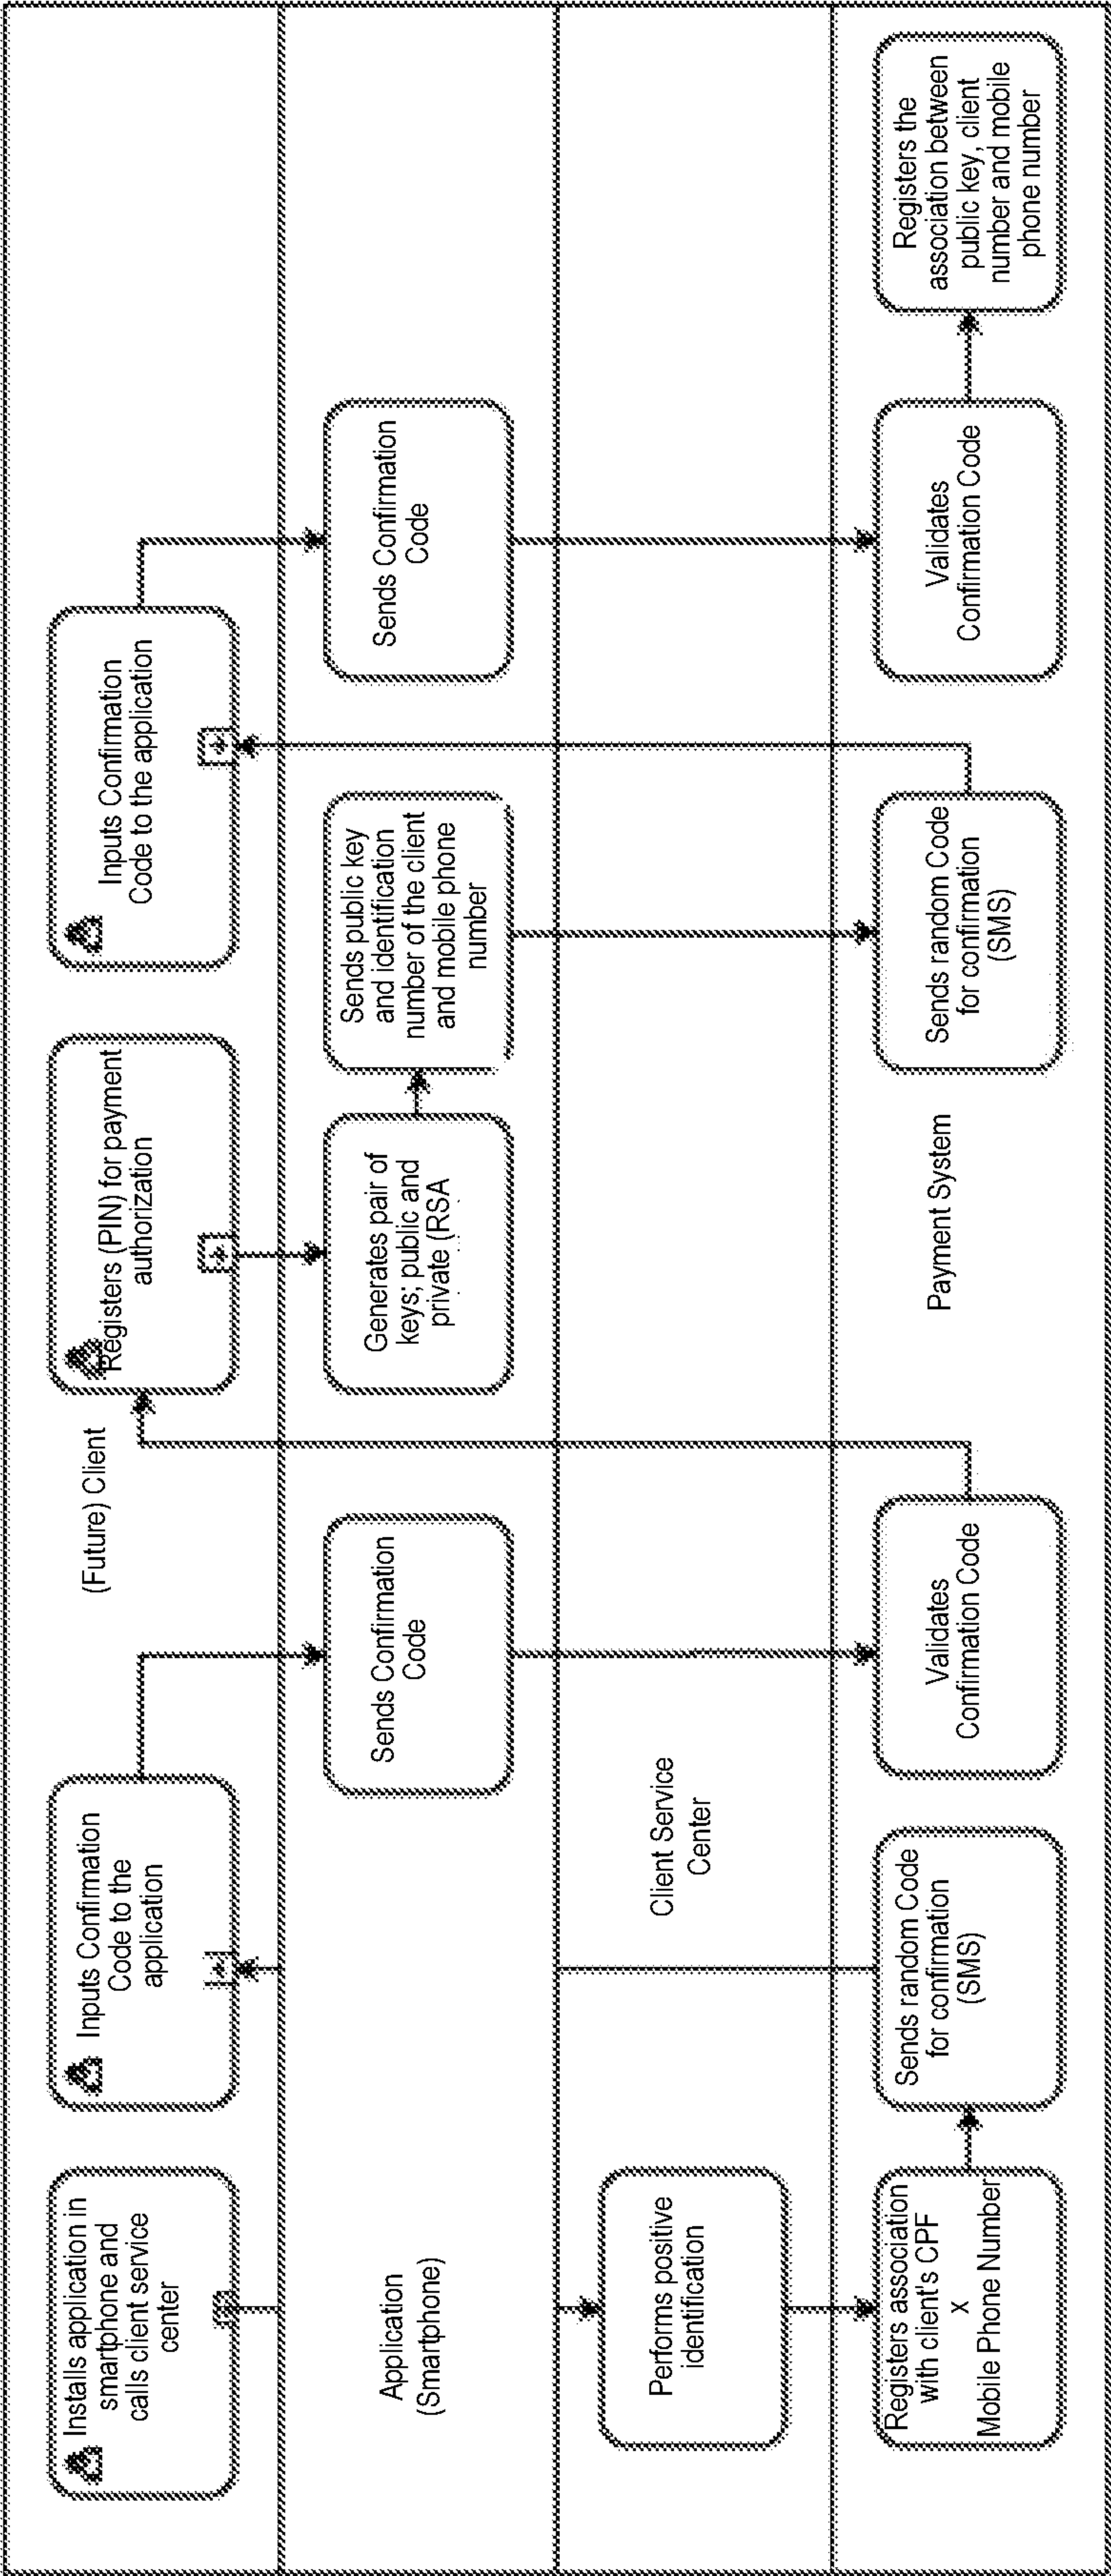 Installs application in
smartphone and
calls client service
center
Inputs Confirmation
Code to the
application
(Future) Client
Registers (PIN) for payment
authorization
Inputs Confirmation
Code to the application
Application
(Smartphone)
Sends Confirmation
Code
Generates pair of
keys; public and
private (RSA
Sends public key
and identification
number of the client
and mobile phone
number
Sends Confirmation
Code
Performs positive
identification
Client Service
Center
Registers association
with client's CPF
x
Mobile Phone Number
Sends random Code
for confirmation
(SMS)
Validates
Confirmation Code
Payment System
Sends random Code
for confirmation
(SMS)
Validates
Confirmation Code
Registers the
association between
public key, client
number and mobile
phone number